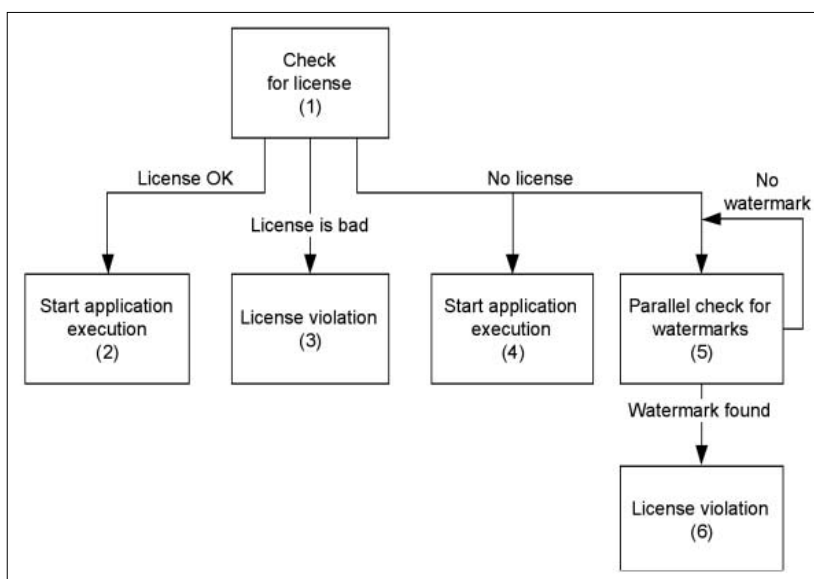 Check
for license
(1)
License OK
No license
No
watermark
License is bad
Start application
execution
(2)
License violation
(3)
Start application
execution
(4)
Parallel check for
watermarks
(5)
Watermark found
License violation
(6)